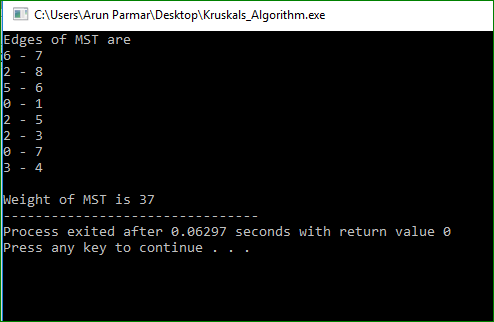 C:\Users\Arun Parmar\Desktop\Kruskals_Algorithm.exe
Edges of MST are
6 - 7
2 - 8
5 - 6
0 - 1
2 - 5
2 - 3
0 - 7
3 - 4
Weight of MST is 37
--------------------------------
Process exited after 0.06297 seconds with return value 0
Press any key to continue . . .